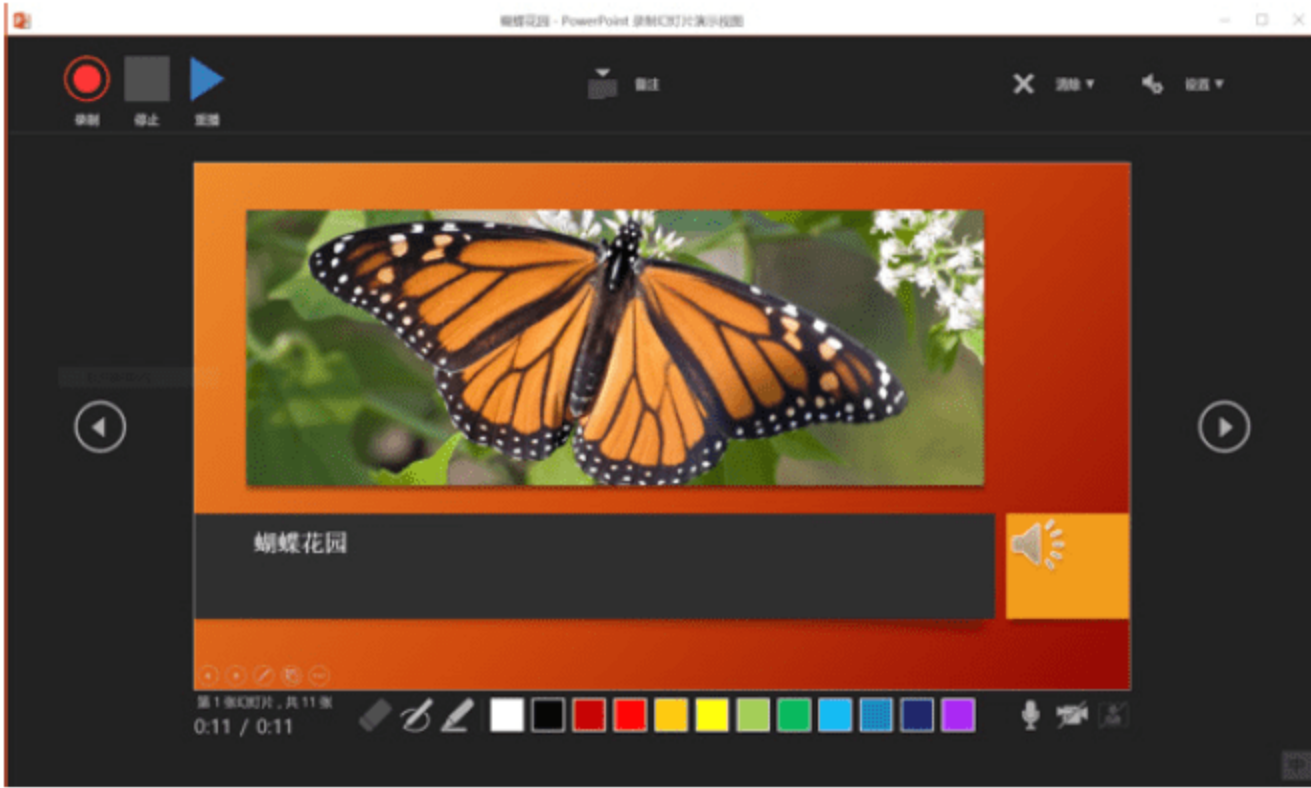 蝴蝶花园 - PowerPoint 录制幻灯片演示视图
录制 停止 重播
备注
清除 设置
蝴蝶花园
第 1 张幻灯片，共 11 张
0:11 / 0:11
中